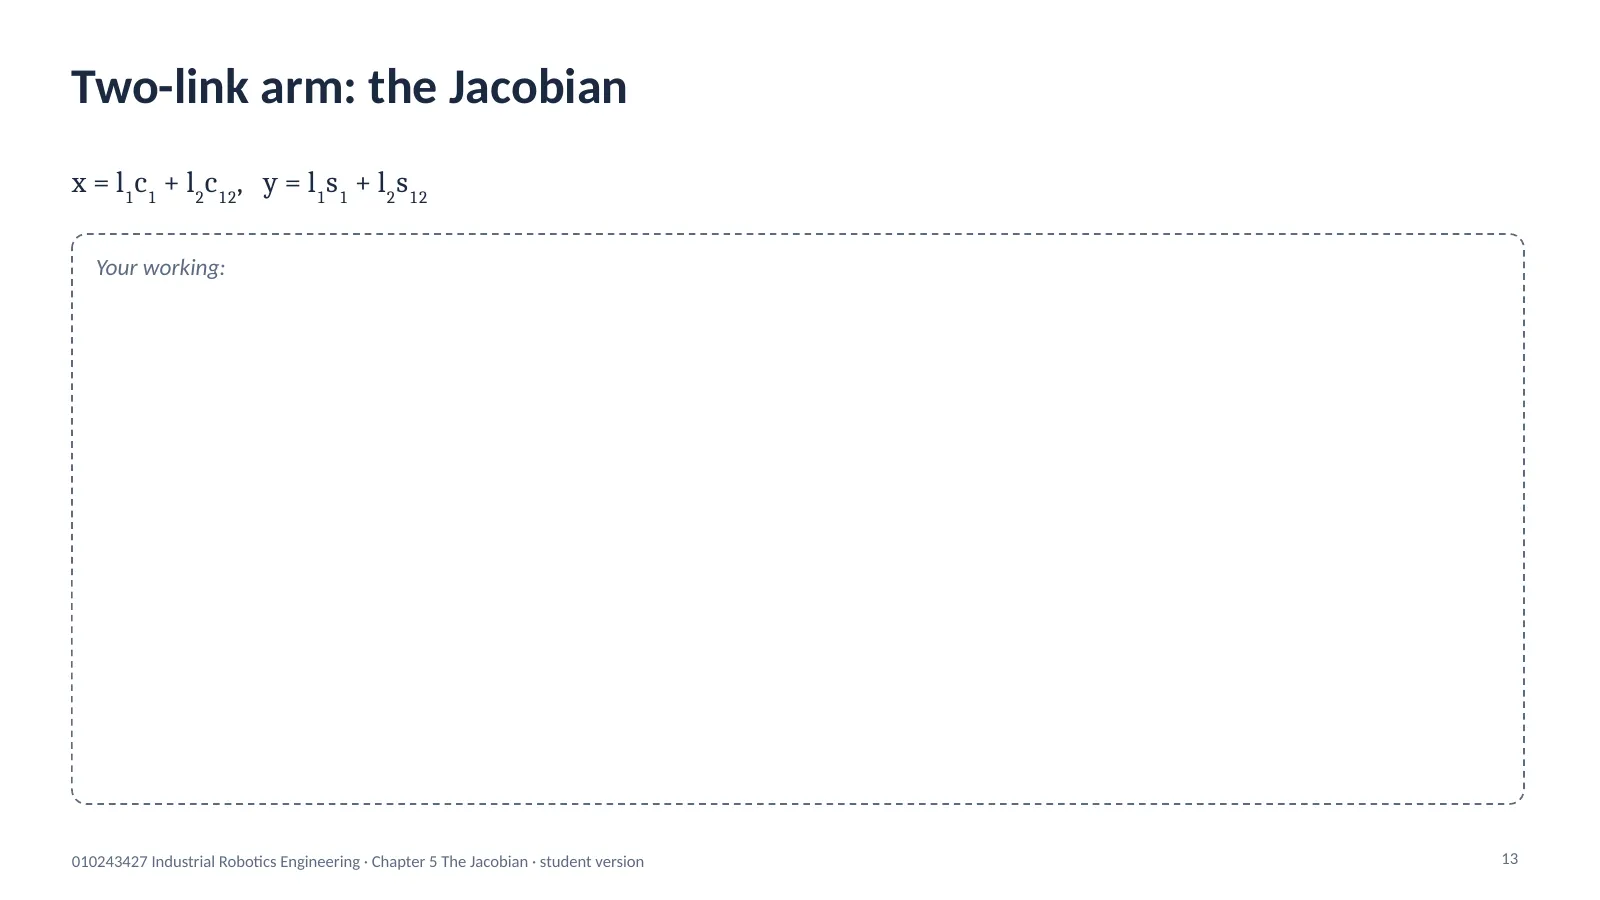 Two-link arm: the Jacobian
x = l₁c₁ + l₂c₁₂, y = l₁s₁ + l₂s₁₂
Your working:
010243427 Industrial Robotics Engineering · Chapter 5 The Jacobian · student version
13